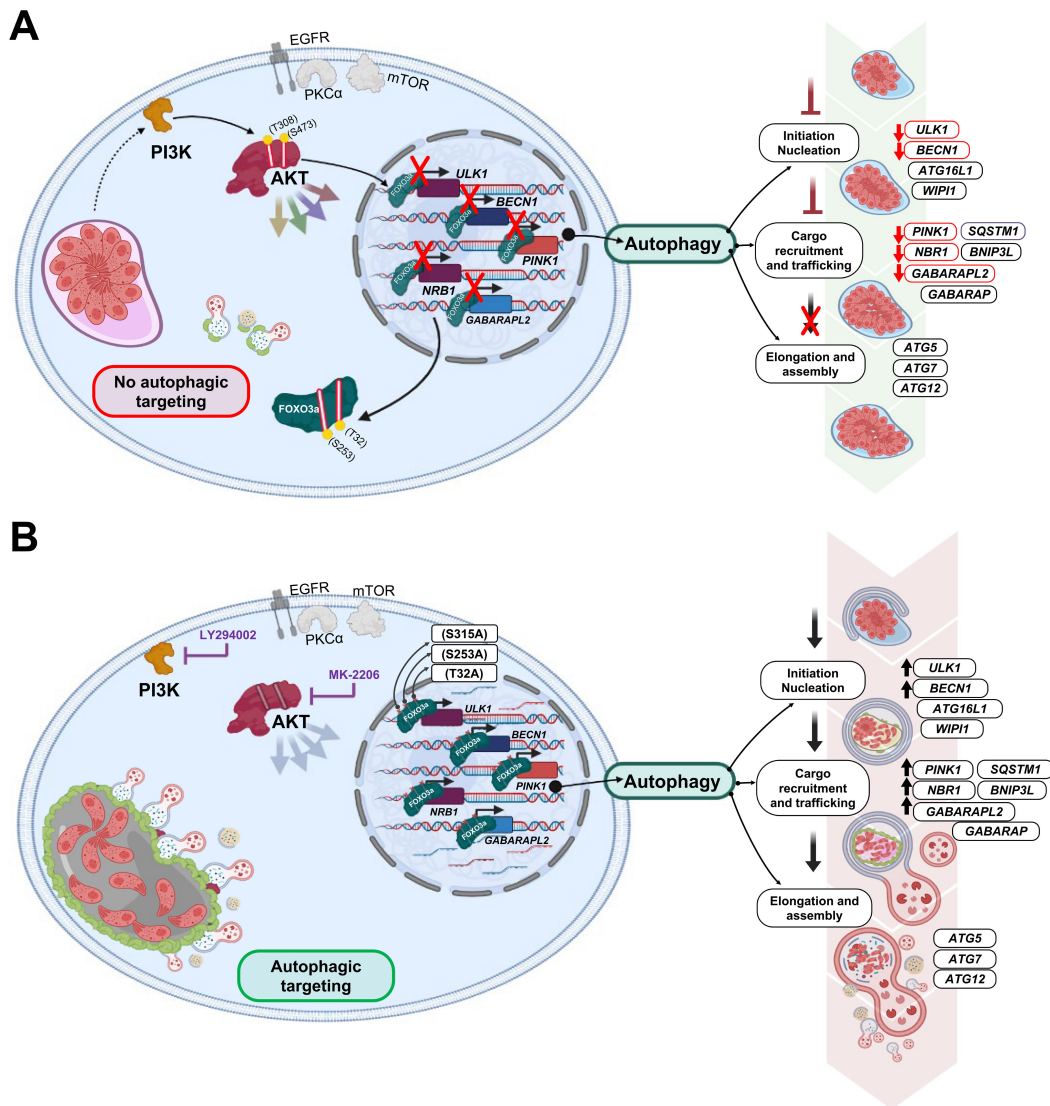 A
EGFR
PKCα
mTOR
PI3K
(T308)
(S473)
AKT
FOXO3a
ULK1
FOXO3a
BECN1
FOXO3a
PINK1
FOXO3a
NRB1
FOXO3a
GABARAPL2
No autophagic
targeting
FOXO3a
(S253)
(T32)
Autophagy
Initiation
Nucleation
Cargo
recruitment
and trafficking
Elongation and
assembly
ULK1
BECN1
ATG16L1
WIPI1
PINK1 SQSTM1
NBR1 BNIP3L
GABARAPL2
GABARAP
ATG5
ATG7
ATG12
B
EGFR
PKCα
mTOR
LY294002
PI3K
MK-2206
AKT
(S315A)
(S253A)
(T32A)
FOXO3a
ULK1
FOXO3a
BECN1
FOXO3a
PINK1
FOXO3a
NRB1
FOXO3a
GABARAPL2
Autophagic
targeting
Autophagy
Initiation
Nucleation
Cargo
recruitment
and trafficking
Elongation and
assembly
ULK1
BECN1
ATG16L1
WIPI1
PINK1 SQSTM1
NBR1 BNIP3L
GABARAPL2
GABARAP
ATG5
ATG7
ATG12